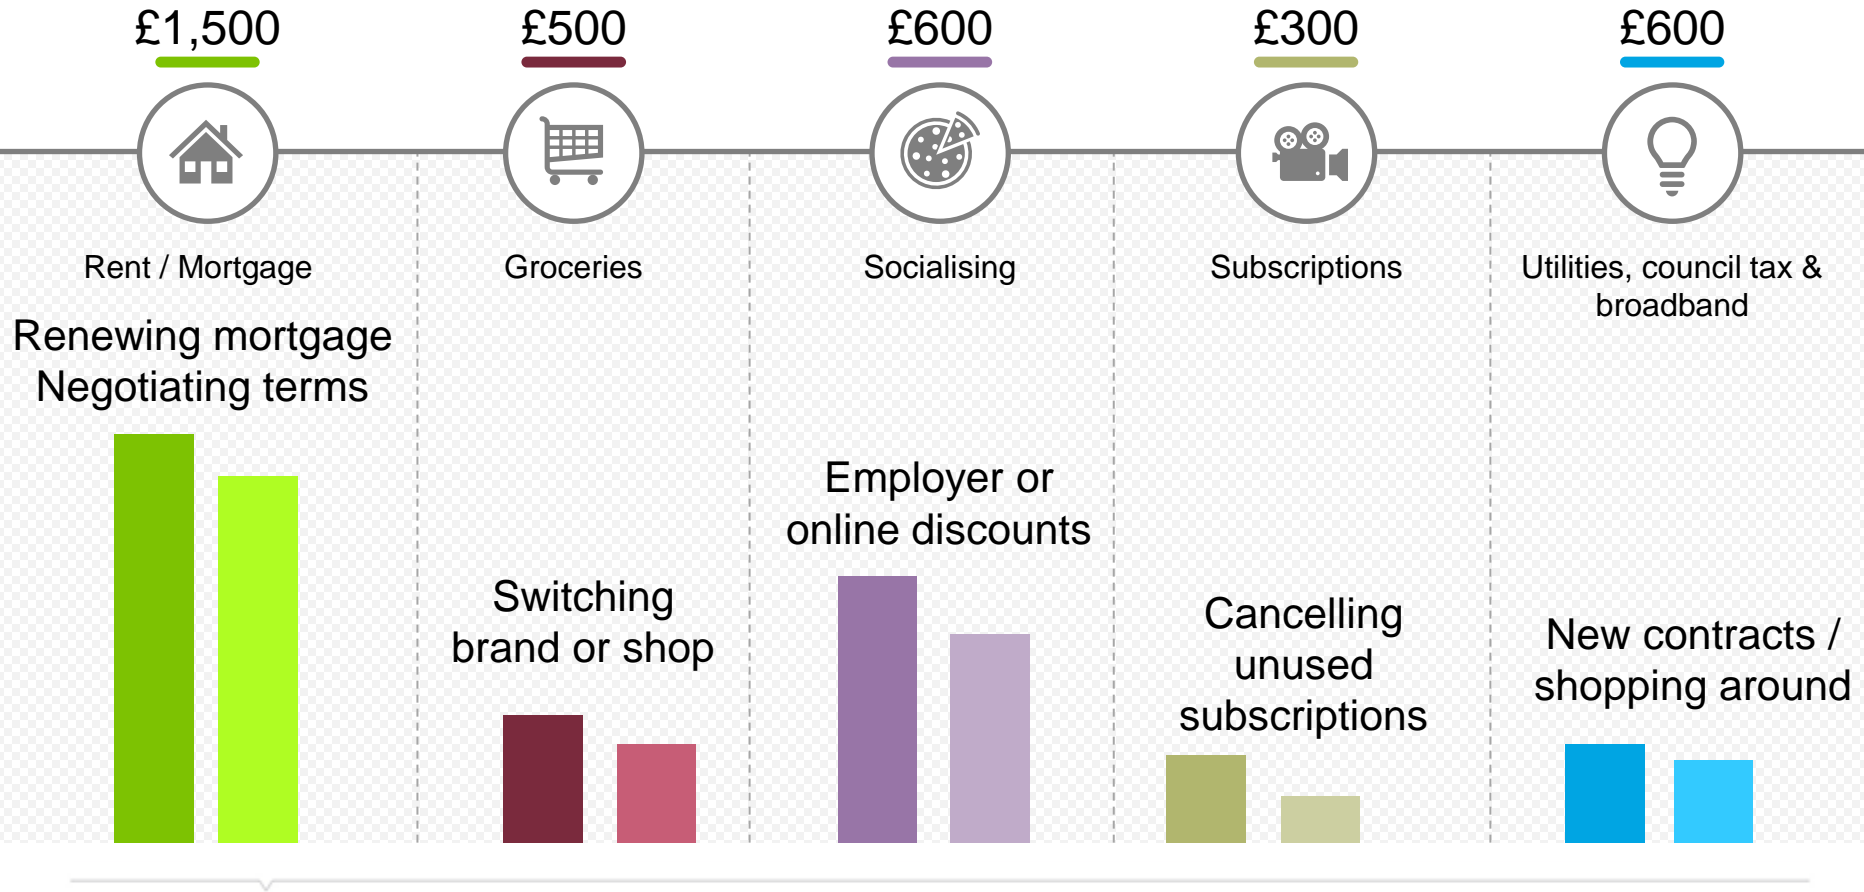 £1,500
£500
£600
£300
£600
Rent / Mortgage
Groceries
Socialising
Subscriptions
Utilities, council tax &
broadband
Renewing mortgage
Negotiating terms
Switching
brand or shop
Employer or
online discounts
Cancelling
unused
subscriptions
New contracts /
shopping around